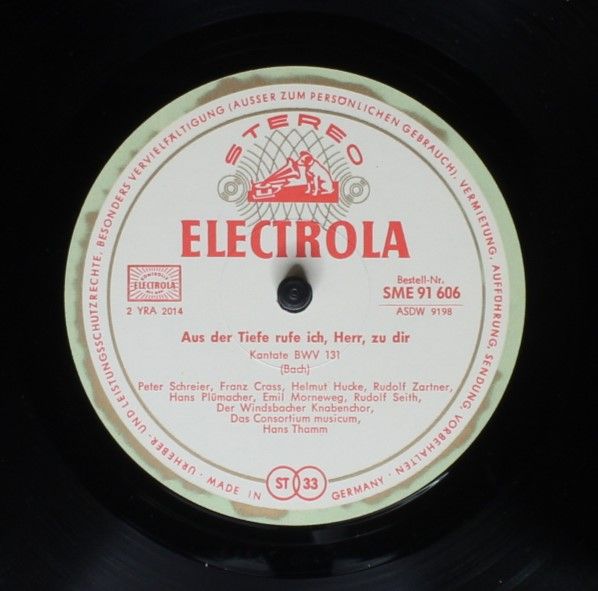 URHEBER- UND LEISTUNGSSCHUTZRECHTE, BESONDERS VERVIELFÄLTIGUNG (AUSSER ZUM PERSÖNLICHEN GEBRAUCH), VERMIETUNG, AUFFÜHRUNG, SENDUNG, VORBEHALTEN ·
STEREO
ELECTROLA
ELECTROLA
2 YRA 2014
Bestell-Nr.
SME 91 606
ASDW 9198
Aus der Tiefe rufe ich, Herr, zu dir
Kantate BWV 131
(Bach)
Peter Schreier, Franz Crass, Helmut Hucke, Rudolf Zartner,
Hans Plümacher, Emil Morneweg, Rudolf Seith,
Der Windsbacher Knabenchor,
Das Consortium musicum,
Hans Thamm
MADE IN GERMANY
ST 33